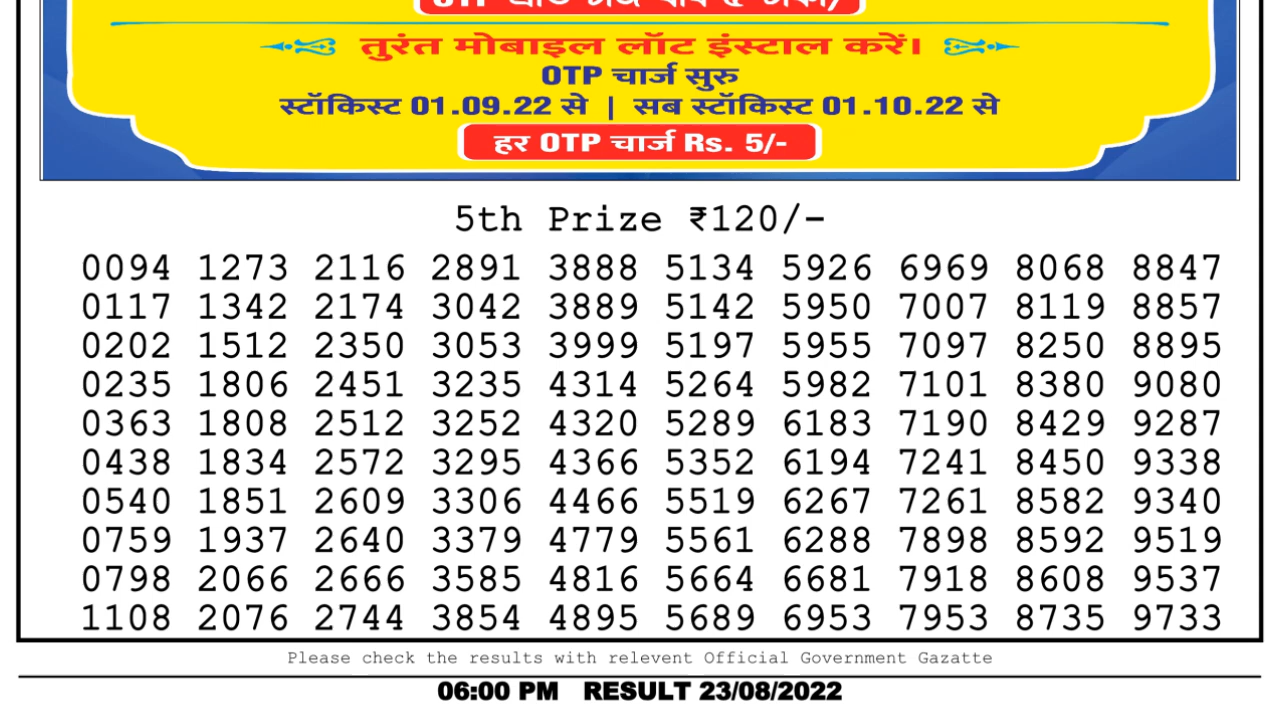 तुरंत मोबाइल लॉट इंस्टाल करें।
OTP चार्ज सुरु
स्टॉकिस्ट 01.09.22 से | सब स्टॉकिस्ट 01.10.22 से
हर OTP चार्ज Rs. 5/-
5th Prize ₹120/-
0094 1273 2116 2891 3888 5134 5926 6969 8068 8847
0117 1342 2174 3042 3889 5142 5950 7007 8119 8857
0202 1512 2350 3053 3999 5197 5955 7097 8250 8895
0235 1806 2451 3235 4314 5264 5982 7101 8380 9080
0363 1808 2512 3252 4320 5289 6183 7190 8429 9287
0438 1834 2572 3295 4366 5352 6194 7241 8450 9338
0540 1851 2609 3306 4466 5519 6267 7261 8582 9340
0759 1937 2640 3379 4779 5561 6288 7898 8592 9519
0798 2066 2666 3585 4816 5664 6681 7918 8608 9537
1108 2076 2744 3854 4895 5689 6953 7953 8735 9733
Please check the results with relevent Official Government Gazatte
06:00 PM RESULT 23/08/2022